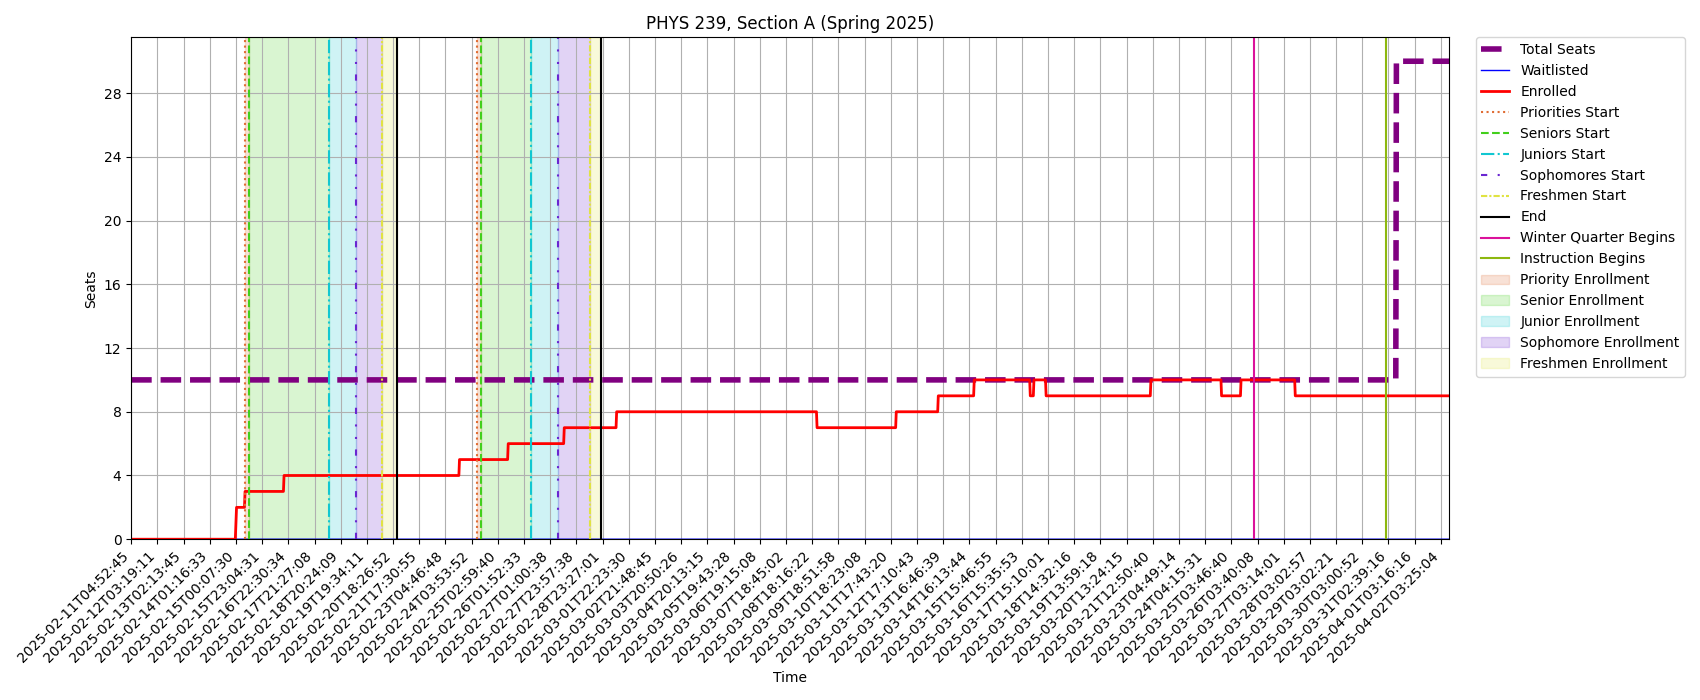 PHYS 239, Section A (Spring 2025)
Total Seats
Waitlisted
Enrolled
Priorities Start
Seniors Start
Juniors Start
Sophomores Start
Freshmen Start
End
Winter Quarter Begins
Instruction Begins
Priority Enrollment
Senior Enrollment
Junior Enrollment
Sophomore Enrollment
Freshmen Enrollment
Seats
28
24
20
16
12
8
4
0
2025-02-11T04:52:45
2025-02-12T03:19:11
2025-02-13T02:13:45
2025-02-14T01:16:33
2025-02-15T00:07:30
2025-02-15T23:04:31
2025-02-16T22:30:34
2025-02-17T21:27:08
2025-02-18T20:24:09
2025-02-19T19:34:11
2025-02-20T18:26:52
2025-02-21T17:30:55
2025-02-23T04:46:48
2025-02-24T03:53:52
2025-02-25T02:59:40
2025-02-26T01:52:33
2025-02-27T01:00:38
2025-02-27T23:57:38
2025-02-28T23:27:01
2025-03-01T22:23:30
2025-03-02T21:48:45
2025-03-03T20:50:26
2025-03-04T20:13:15
2025-03-05T19:43:28
2025-03-06T19:15:08
2025-03-07T18:45:02
2025-03-08T18:16:22
2025-03-09T18:51:58
2025-03-10T18:23:08
2025-03-11T17:43:20
2025-03-12T17:10:43
2025-03-13T16:46:39
2025-03-14T16:13:44
2025-03-15T15:46:55
2025-03-16T15:35:53
2025-03-17T15:10:01
2025-03-18T14:32:16
2025-03-19T13:59:18
2025-03-20T13:24:15
2025-03-21T12:50:40
2025-03-23T04:49:14
2025-03-24T04:15:31
2025-03-25T03:46:40
2025-03-26T03:40:08
2025-03-27T03:14:01
2025-03-28T03:02:57
2025-03-29T03:02:21
2025-03-30T03:00:52
2025-03-31T02:39:16
2025-04-01T03:16:16
2025-04-02T03:25:04
Time